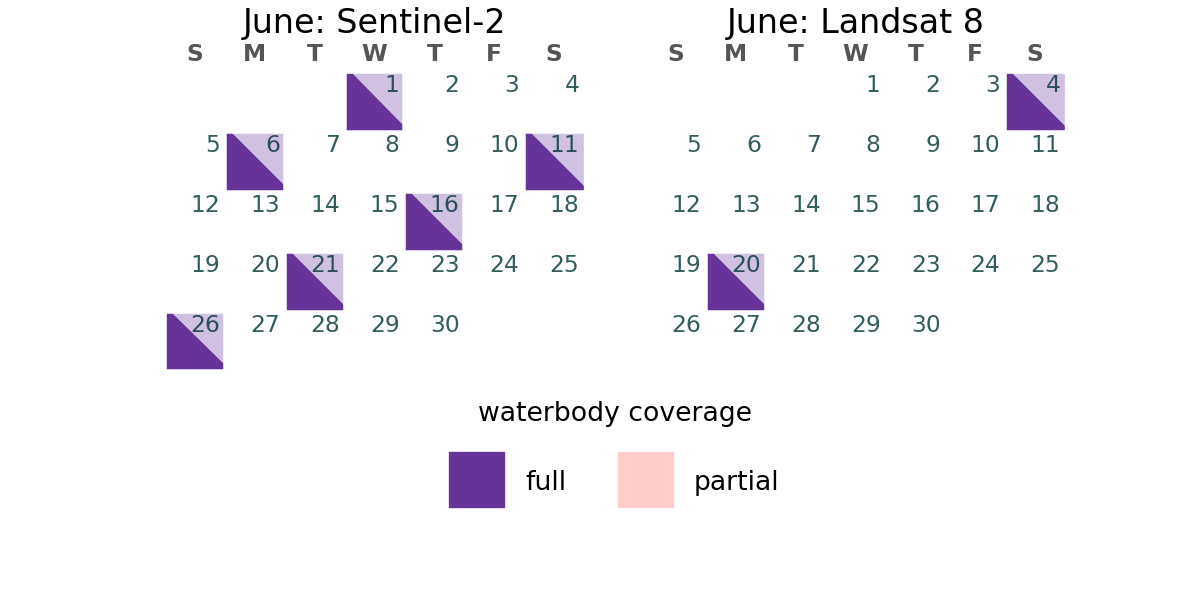 June: Sentinel-2
S M T W T F S
1 2 3 4
5 6 7 8 9 10 11
12 13 14 15 16 17 18
19 20 21 22 23 24 25
26 27 28 29 30
June: Landsat 8
S M T W T F S
1 2 3 4
5 6 7 8 9 10 11
12 13 14 15 16 17 18
19 20 21 22 23 24 25
26 27 28 29 30
waterbody coverage
full
partial